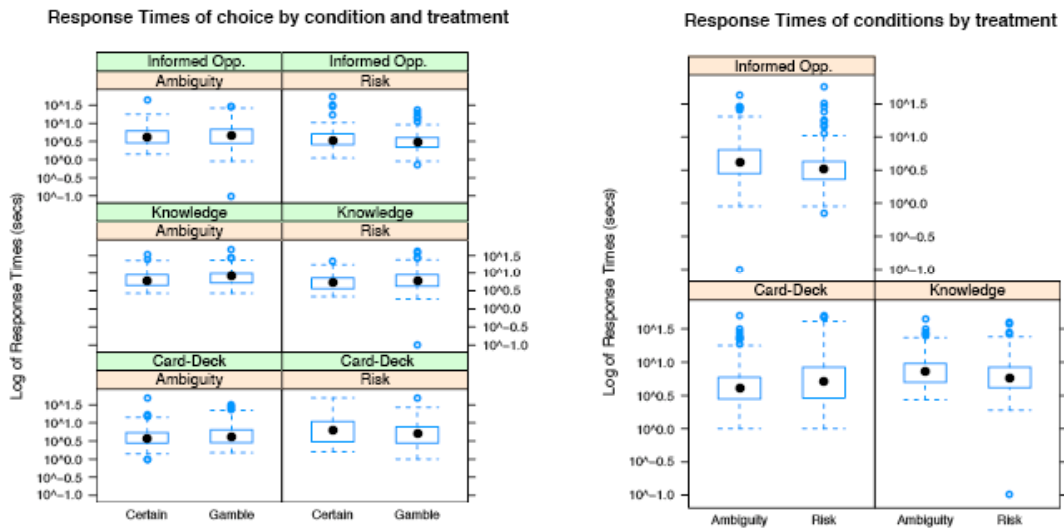 Response Times of choice by condition and treatment
Log of Response Times (secs)
Informed Opp. Informed Opp.
Ambiguity Risk
10^1.5
10^1.0
10^0.5
10^0.0
10^−0.5
10^−1.0
Knowledge Knowledge
Ambiguity Risk
10^1.5
10^1.0
10^0.5
10^0.0
10^−0.5
10^−1.0
Card-Deck Card-Deck
Ambiguity Risk
10^1.5
10^1.0
10^0.5
10^0.0
10^−0.5
10^−1.0
Certain Gamble Certain Gamble
Response Times of conditions by treatment
Log of Response Times (secs)
Informed Opp.
10^1.5
10^1.0
10^0.5
10^0.0
10^−0.5
10^−1.0
Card-Deck Knowledge
10^1.5
10^1.0
10^0.5
10^0.0
10^−0.5
10^−1.0
Ambiguity Risk Ambiguity Risk